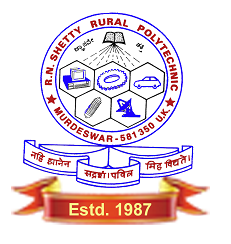 R.N. SHETTY RURAL POLYTECHNIC
★ MURDESWAR - 581 350 U.K ★
नहि ज्ञानेन
सदृशं पवित्र
मिह विद्यते।
Estd. 1987